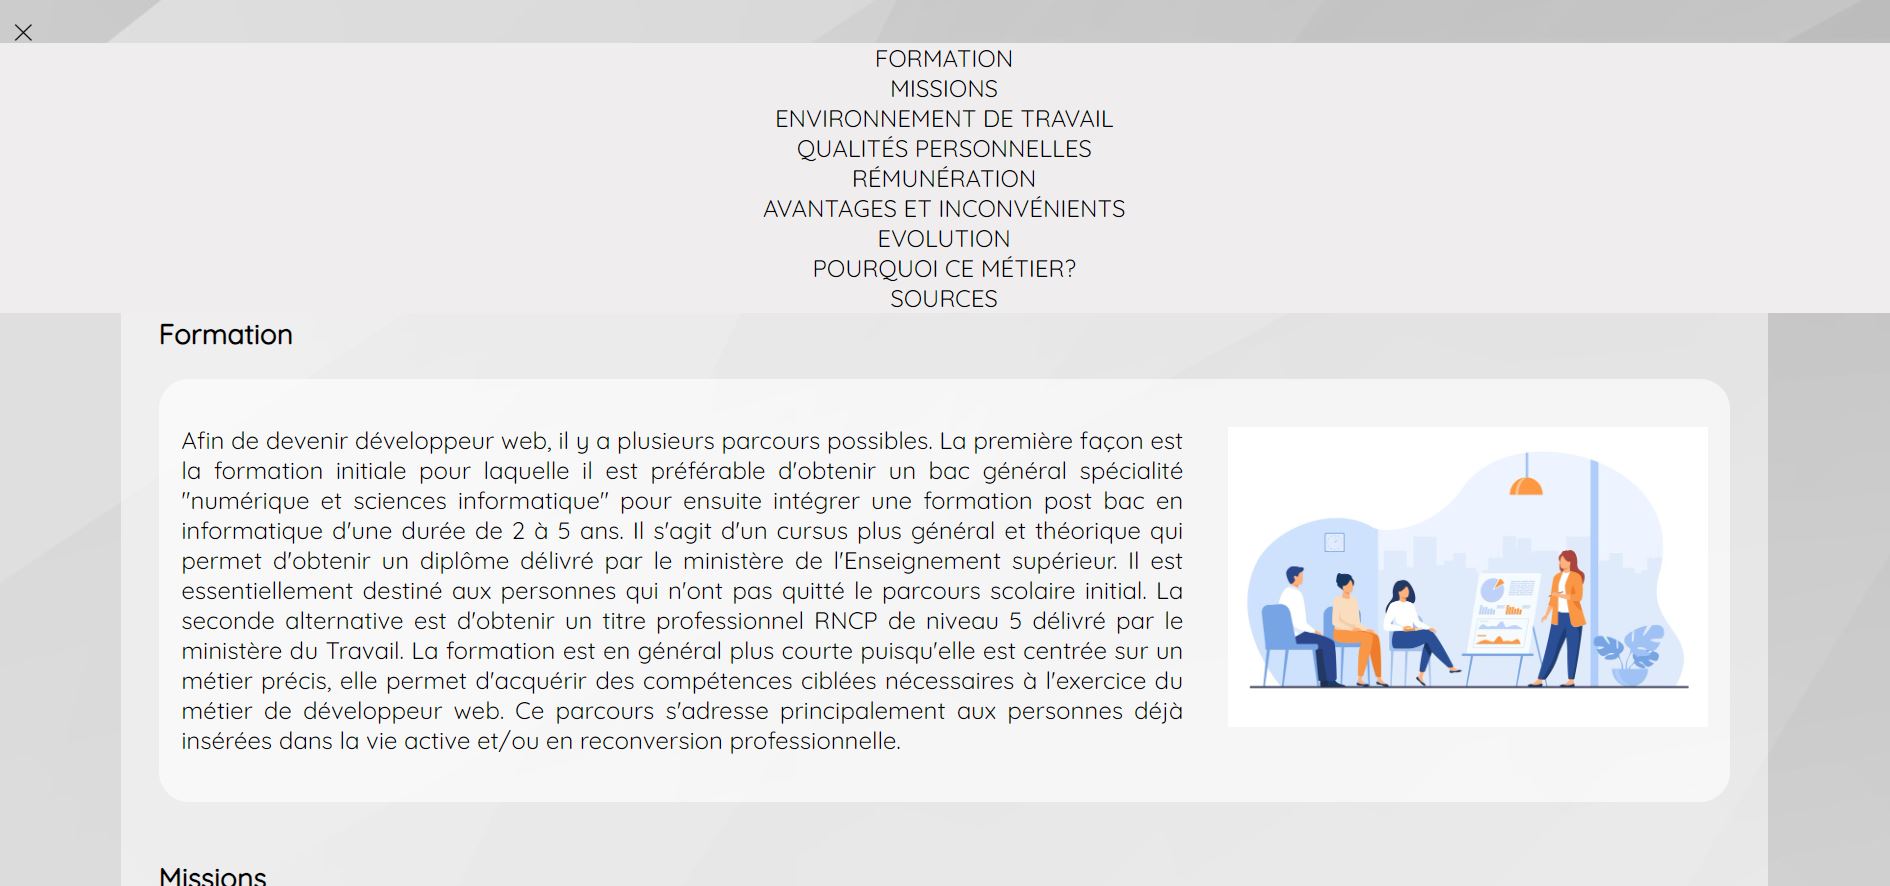 FORMATION
MISSIONS
ENVIRONNEMENT DE TRAVAIL
QUALITÉS PERSONNELLES
RÉMUNÉRATION
AVANTAGES ET INCONVÉNIENTS
EVOLUTION
POURQUOI CE MÉTIER?
SOURCES
Formation
Afin de devenir développeur web, il y a plusieurs parcours possibles. La première façon est
la formation initiale pour laquelle il est préférable d'obtenir un bac général spécialité
"numérique et sciences informatique" pour ensuite intégrer une formation post bac en
informatique d'une durée de 2 à 5 ans. Il s'agit d'un cursus plus général et théorique qui
permet d'obtenir un diplôme délivré par le ministère de l'Enseignement supérieur. Il est
essentiellement destiné aux personnes qui n'ont pas quitté le parcours scolaire initial. La
seconde alternative est d'obtenir un titre professionnel RNCP de niveau 5 délivré par le
ministère du Travail. La formation est en général plus courte puisqu'elle est centrée sur un
métier précis, elle permet d'acquérir des compétences ciblées nécessaires à l'exercice du
métier de développeur web. Ce parcours s'adresse principalement aux personnes déjà
insérées dans la vie active et/ou en reconversion professionnelle.
Missions